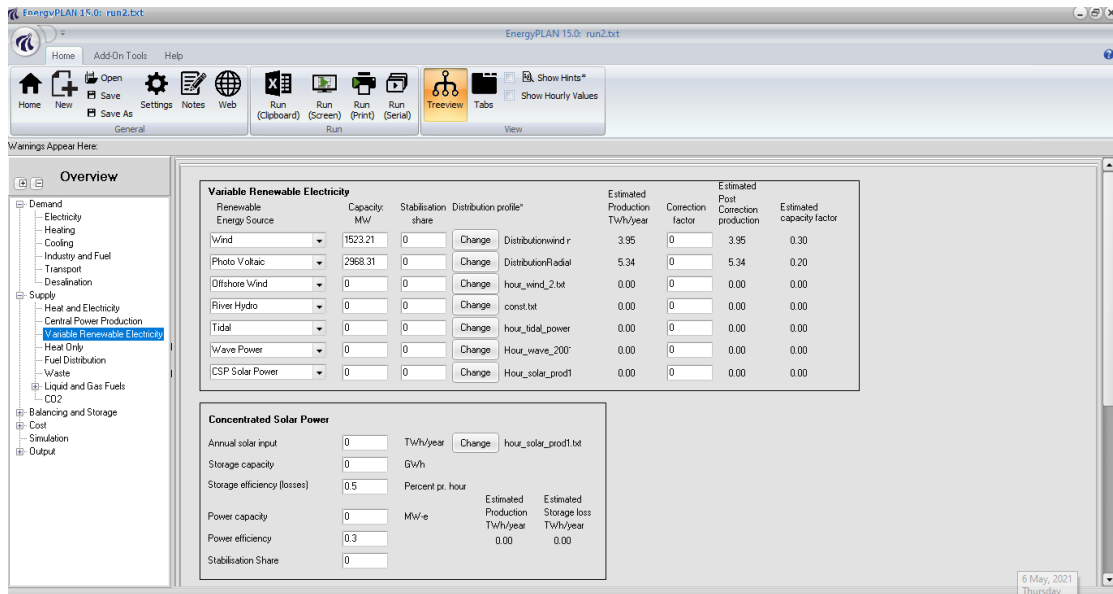 EnergyPLAN 15.0: run2.txt
EnergyPLAN 15.0: run2.txt
Home Add-On Tools Help
Home New Open Save Save As Settings Notes Web Run (Clipboard) Run (Screen) Run (Print) Run (Serial) Treeview Tabs Show Hints* Show Hourly Values
General Run View
Warnings Appear Here:
Overview
Demand
Electricity
Heating
Cooling
Industry and Fuel
Transport
Desalination
Supply
Heat and Electricity
Central Power Production
Variable Renewable Electricity
Heat Only
Fuel Distribution
Waste
Liquid and Gas Fuels
CO2
Balancing and Storage
Cost
Simulation
Output
Variable Renewable Electricity
Renewable Energy Source Capacity: MW Stabilisation share Distribution profile* Estimated Production TWh/year Correction factor Estimated Post Correction production Estimated capacity factor
Wind 1523.21 0 Change Distributionwind r 3.95 0 3.95 0.30
Photo Voltaic 2968.31 0 Change DistributionRadial 5.34 0 5.34 0.20
Offshore Wind 0 0 Change hour_wind_2.txt 0.00 0 0.00 0.00
River Hydro 0 0 Change const.txt 0.00 0 0.00 0.00
Tidal 0 0 Change hour_tidal_power 0.00 0 0.00 0.00
Wave Power 0 0 Change Hour_wave_200 0.00 0 0.00 0.00
CSP Solar Power 0 0 Change Hour_solar_prod1 0.00 0 0.00 0.00
Concentrated Solar Power
Annual solar input 0 TWh/year Change hour_solar_prod1.txt
Storage capacity 0 GWh
Storage efficiency (losses) 0.5 Percent pr. hour
Estimated Production TWh/year Estimated Storage loss TWh/year
Power capacity 0 MW-e
Power efficiency 0.3 0.00 0.00
Stabilisation Share 0
6 May, 2021
Thursday